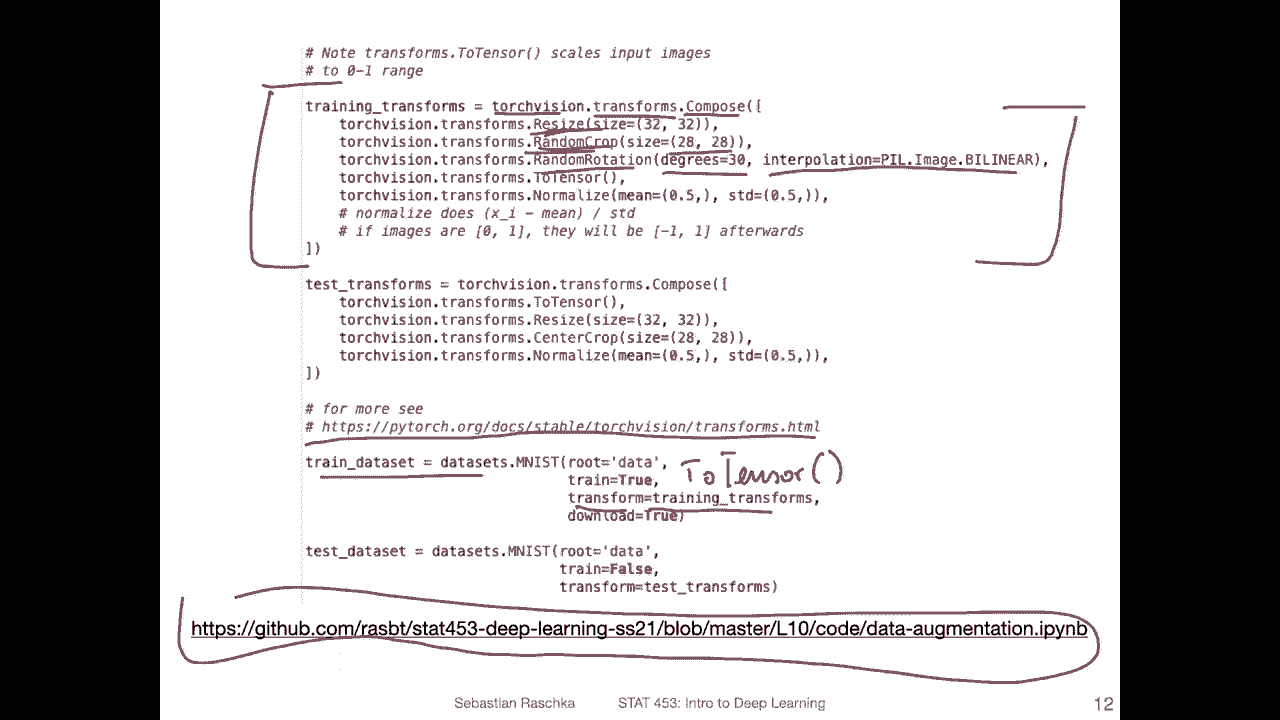 # Note transforms.ToTensor() scales input images
# to 0-1 range
training_transforms = torchvision.transforms.Compose([
torchvision.transforms.Resize(size=(32, 32)),
torchvision.transforms.RandomCrop(size=(28, 28)),
torchvision.transforms.RandomRotation(degrees=30, interpolation=PIL.Image.BILINEAR),
torchvision.transforms.ToTensor(),
torchvision.transforms.Normalize(mean=(0.5,), std=(0.5,)),
# normalize does (x_i - mean) / std
# if images are [0, 1], they will be [-1, 1] afterwards
])
test_transforms = torchvision.transforms.Compose([
torchvision.transforms.ToTensor(),
torchvision.transforms.Resize(size=(32, 32)),
torchvision.transforms.CenterCrop(size=(28, 28)),
torchvision.transforms.Normalize(mean=(0.5,), std=(0.5,)),
])
# for more see
# https://pytorch.org/docs/stable/torchvision/transforms.html
train_dataset = datasets.MNIST(root='data', ToTensor()
train=True,
transform=training_transforms,
download=True)
test_dataset = datasets.MNIST(root='data',
train=False,
transform=test_transforms)
https://github.com/rasbt/stat453-deep-learning-ss21/blob/master/L10/code/data-augmentation.ipynb
Sebastian Raschka STAT 453: Intro to Deep Learning 12